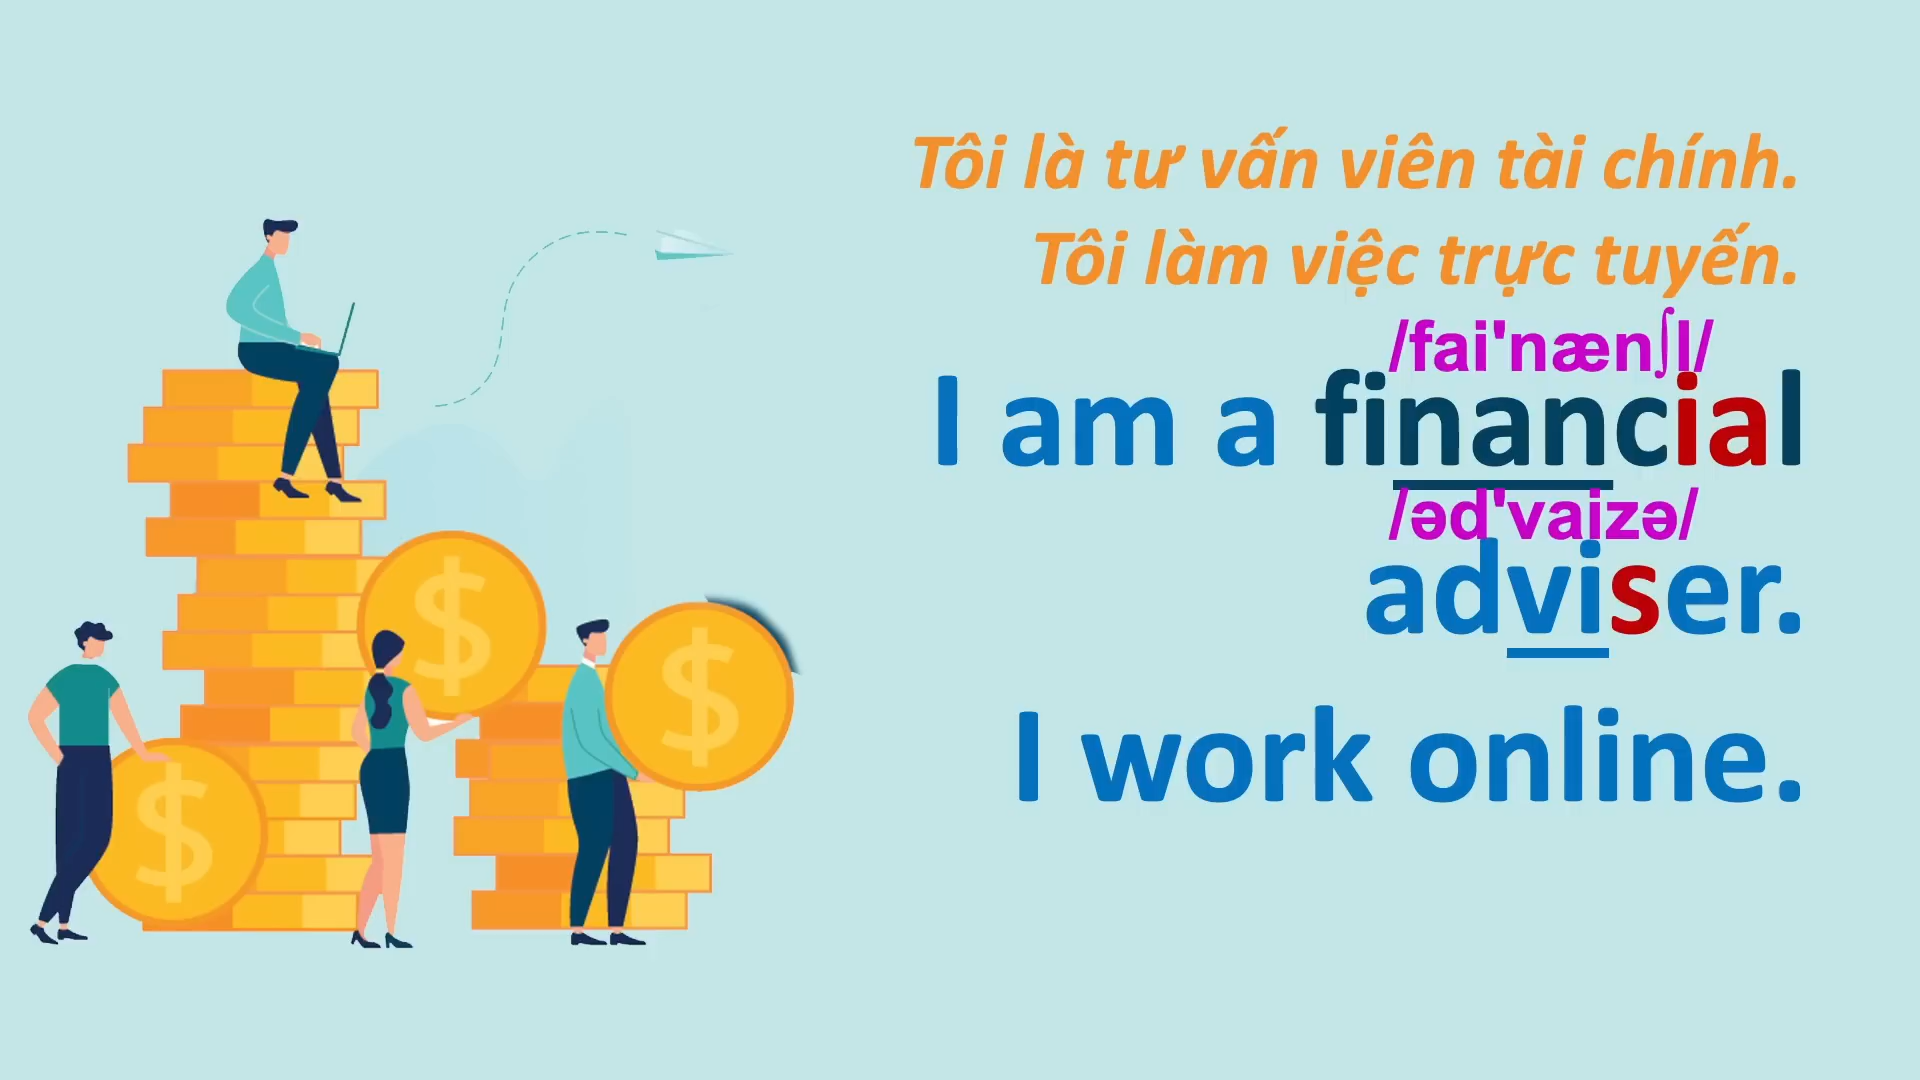 Tôi là tư vấn viên tài chính.
Tôi làm việc trực tuyến.
/fai'næn∫l/
I am a financial
/əd'vaizə/
adviser.
I work online.